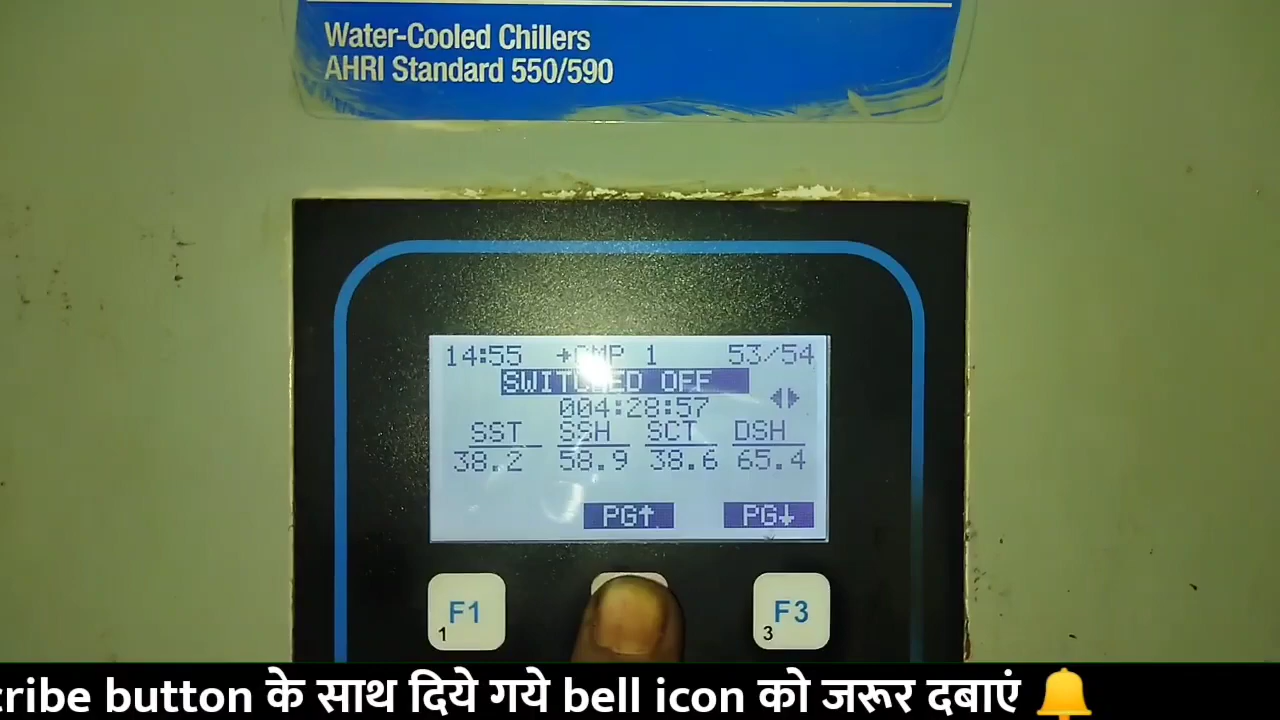 Water-Cooled Chillers
AHRI Standard 550/590
14:55 →CMP 1 53/54
SWITCHED OFF
004:28:57
SST SSH SCT DSH
38.2 58.9 38.6 65.4
PG↑ PG↓
F1 F3
1 3
cribe button के साथ दिये गये bell icon को जरूर दबाएं 🔔